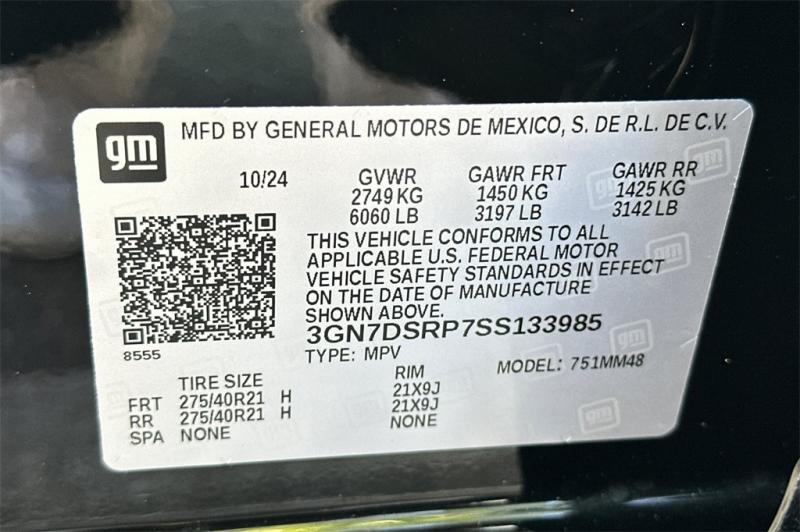 gm
MFD BY GENERAL MOTORS DE MEXICO, S. DE R.L. DE C.V.
10/24 GVWR GAWR FRT GAWR RR
2749 KG 1450 KG 1425 KG
6060 LB 3197 LB 3142 LB
THIS VEHICLE CONFORMS TO ALL
APPLICABLE U.S. FEDERAL MOTOR
VEHICLE SAFETY STANDARDS IN EFFECT
ON THE DATE OF MANUFACTURE
SHOWN ABOVE.
3GN7DSRP7SS133985
8555
TYPE: MPV MODEL: 751MM48
TIRE SIZE RIM
FRT 275/40R21 H 21X9J
RR 275/40R21 H 21X9J
SPA NONE NONE